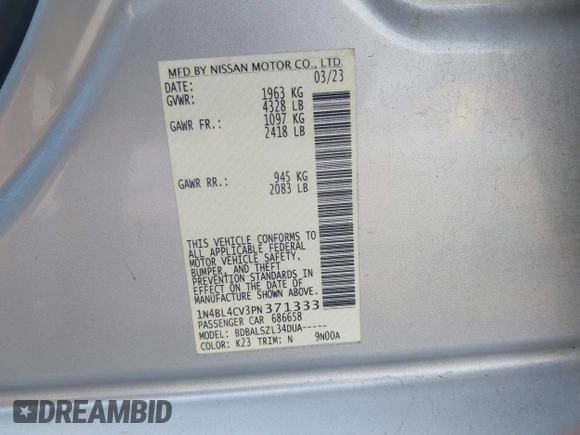 MFD BY NISSAN MOTOR CO., LTD
DATE: 03/23
GVWR: 1963 KG
4328 LB
GAWR FR.: 1097 KG
2418 LB
GAWR RR.: 945 KG
2083 LB
THIS VEHICLE CONFORMS TO
ALL APPLICABLE FEDERAL
MOTOR VEHICLE SAFETY,
BUMPER, AND THEFT
PREVENTION STANDARDS IN
EFFECT ON THE DATE OF
MANUFACTURE SHOWN ABOVE.
1N4BL4CV3PN371333
PASSENGER CAR 686658
MODEL: BDBALSZL34DUA-----
COLOR: K23 TRIM: N 9N00A
DREAMBID